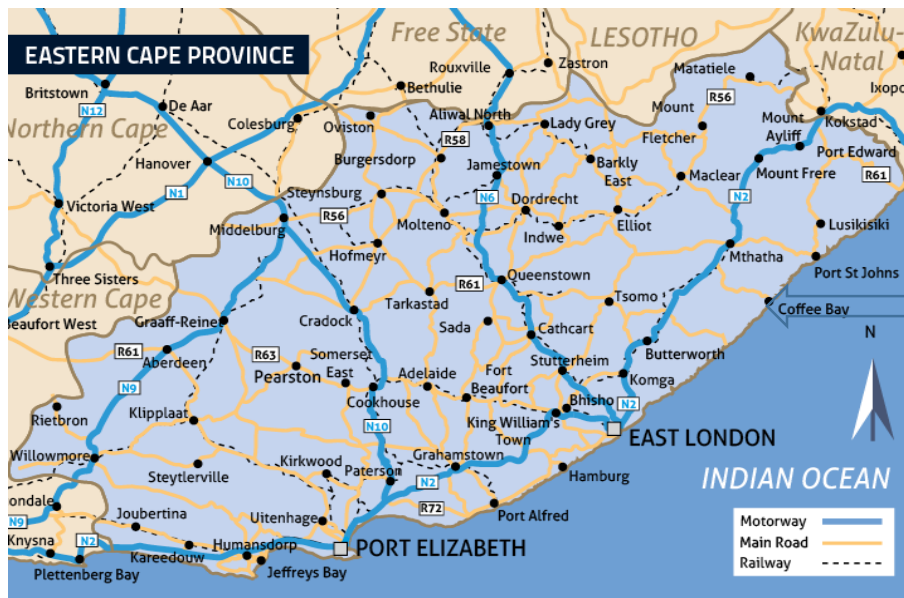 EASTERN CAPE PROVINCE
Free State
LESOTHO
KwaZulu-
Natal
Northern Cape
Western Cape
INDIAN OCEAN
Britstown
N12
De Aar
Colesburg
Hanover
N1
N10
Victoria West
Three Sisters
Beaufort West
Rouxville
Zastron
Bethulie
Matatiele
R56
Ixopo
Oviston
Aliwal North
R58
Lady Grey
Mount
Fletcher
Mount
Ayliff
Kokstad
Port Edward
R61
Burgersdorp
Jamestown
Barkly
East
Maclear
Mount Frere
N2
Steynsburg
R56
N6
Middelburg
Molteno
Dordrecht
Indwe
Elliot
Lusikisiki
Hofmeyr
Mthatha
Port St Johns
Queenstown
R61
Tarkastad
Tsomo
Coffee Bay
N
Graaff-Reinet
Cradock
Sada
Cathcart
R61
Aberdeen
R63
Somerset
East
Pearston
Adelaide
Fort
Beaufort
Stutterheim
Butterworth
Komga
N9
Cookhouse
Bhisho
N2
Rietbron
Klipplaat
N10
King William's
Town
EAST LONDON
Willowmore
Steytlerville
Kirkwood
Paterson
Grahamstown
N2
Hamburg
ondale
N9
Joubertina
Uitenhage
R72
Port Alfred
Knysna
N2
Kareedouw
Humansdorp
PORT ELIZABETH
Plettenberg Bay
Jeffreys Bay
Motorway
Main Road
Railway